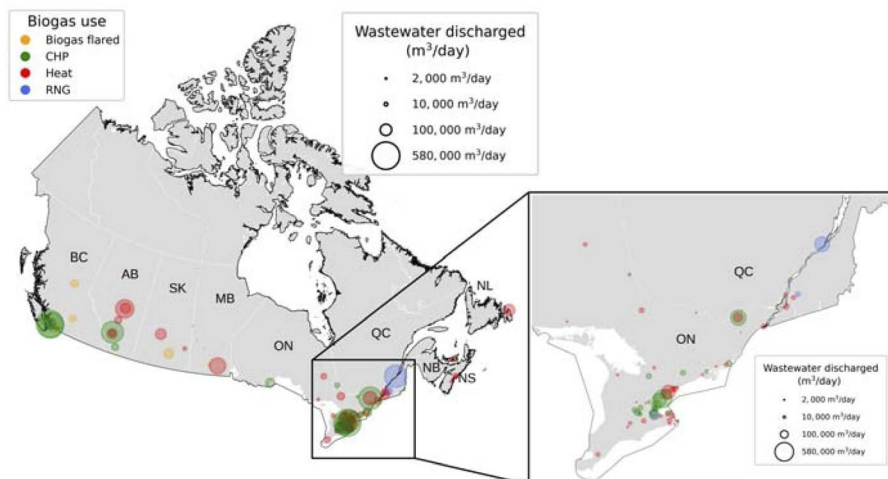 Biogas use
Biogas flared
CHP
Heat
RNG
Wastewater discharged
(m³/day)
2,000 m³/day
10,000 m³/day
100,000 m³/day
580,000 m³/day
BC
AB
SK
MB
ON
QC
NL
NB
NS
QC
ON
Wastewater discharged
(m³/day)
2,000 m³/day
10,000 m³/day
100,000 m³/day
580,000 m³/day